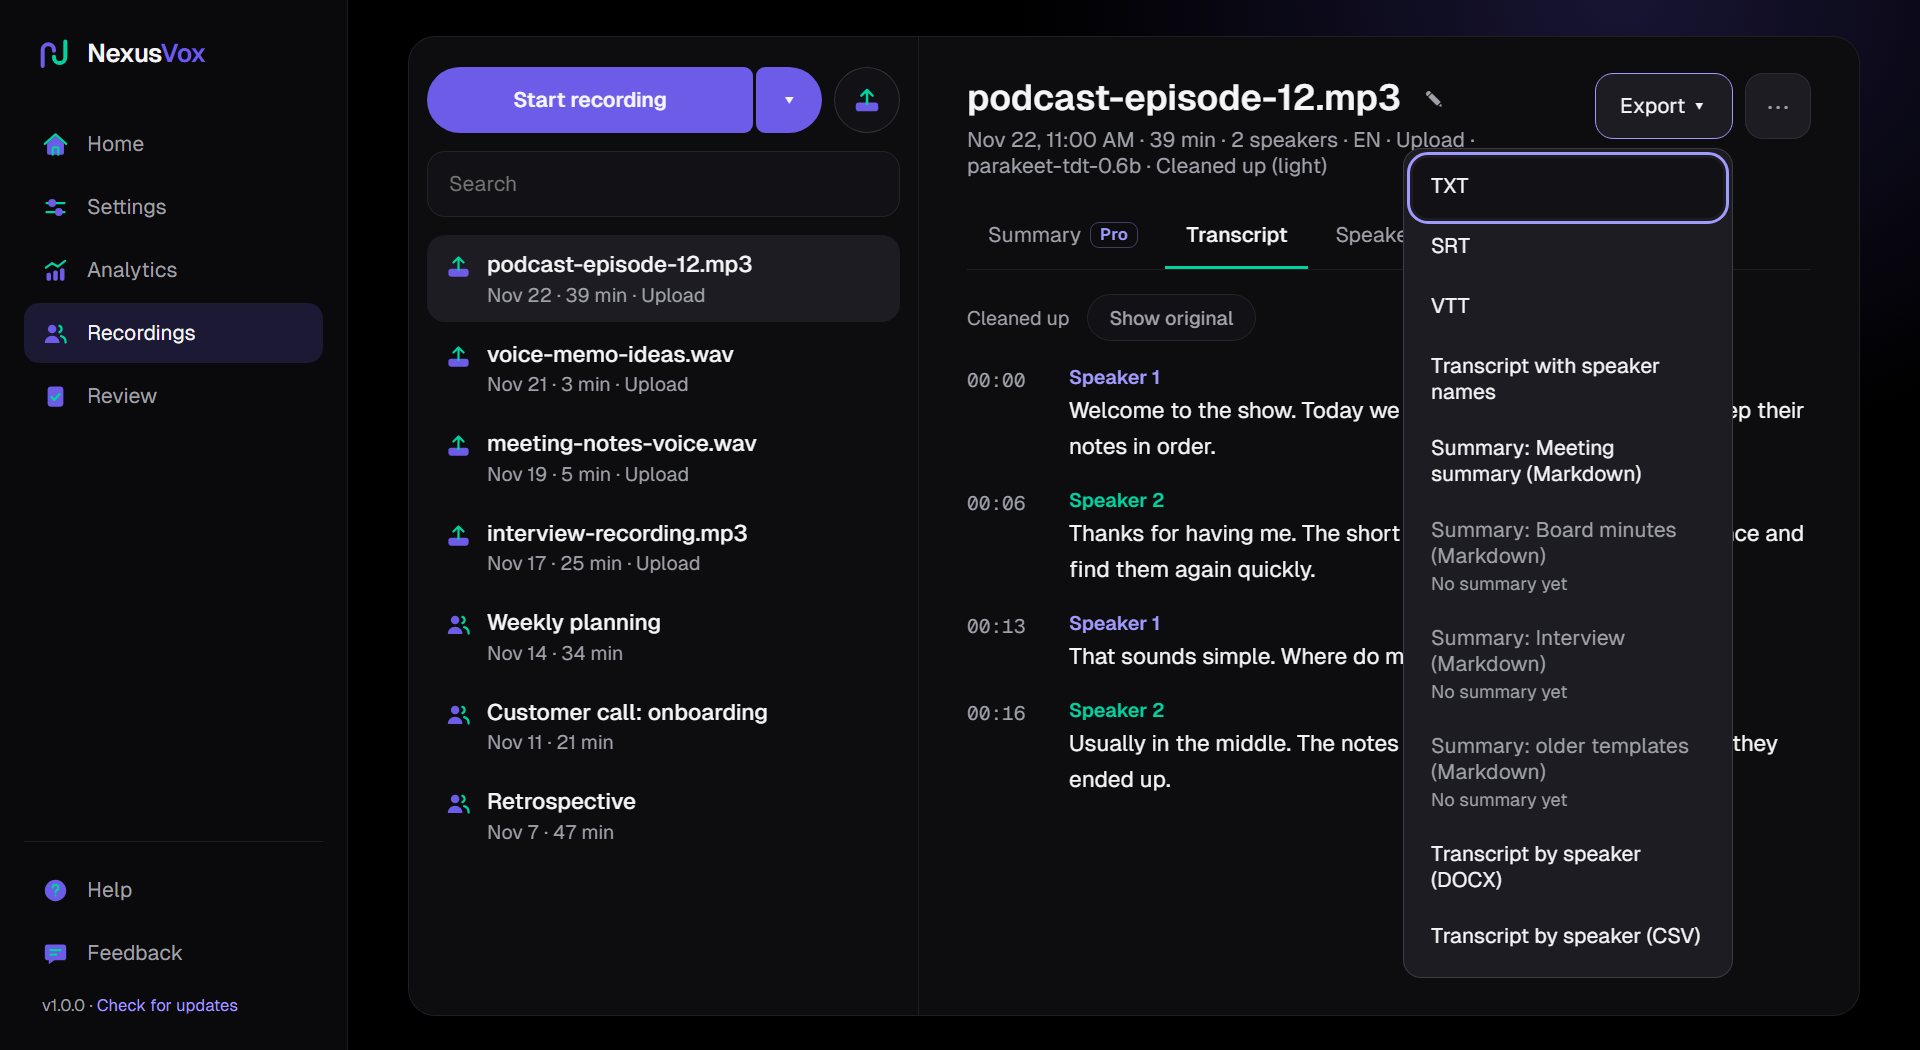 NexusVox
Home
Settings
Analytics
Recordings
Review
Help
Feedback
v1.0.0 · Check for updates
Start recording
Search
podcast-episode-12.mp3
Nov 22 · 39 min · Upload
voice-memo-ideas.wav
Nov 21 · 3 min · Upload
meeting-notes-voice.wav
Nov 19 · 5 min · Upload
interview-recording.mp3
Nov 17 · 25 min · Upload
Weekly planning
Nov 14 · 34 min
Customer call: onboarding
Nov 11 · 21 min
Retrospective
Nov 7 · 47 min
podcast-episode-12.mp3
Nov 22, 11:00 AM · 39 min · 2 speakers · EN · Upload ·
parakeet-tdt-0.6b · Cleaned up (light)
Export
Summary Pro Transcript
Cleaned up Show original
00:00 Speaker 1
Welcome to the show. Today we their
notes in order.
00:06 Speaker 2
Thanks for having me. The short and
find them again quickly.
00:13 Speaker 1
That sounds simple. Where do
00:16 Speaker 2
Usually in the middle. The notes they
ended up.
TXT
SRT
VTT
Transcript with speaker
names
Summary: Meeting
summary (Markdown)
Summary: Board minutes
(Markdown)
No summary yet
Summary: Interview
(Markdown)
No summary yet
Summary: older templates
(Markdown)
No summary yet
Transcript by speaker
(DOCX)
Transcript by speaker (CSV)